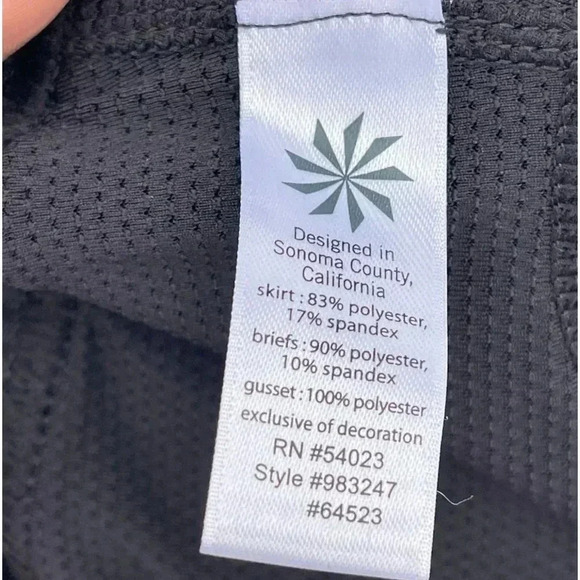 Designed in
Sonoma County,
California
skirt : 83% polyester,
17% spandex
briefs : 90% polyester,
10% spandex
gusset : 100% polyester
exclusive of decoration
RN #54023
Style #983247
#64523